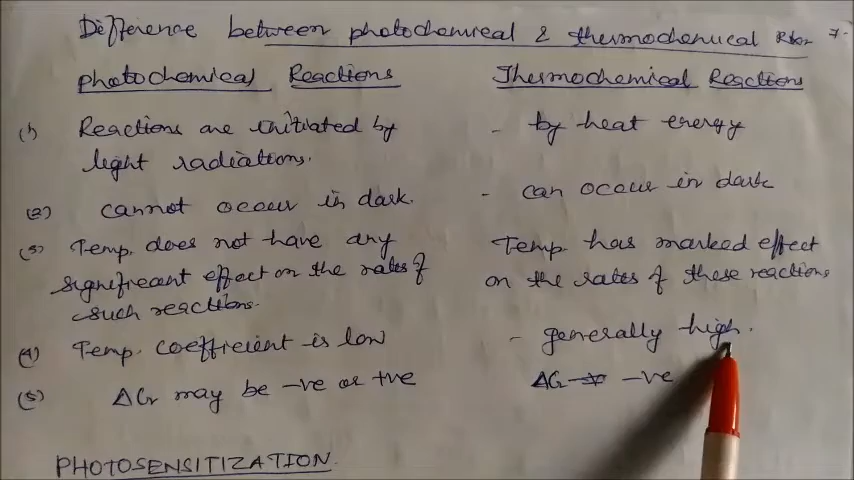 Difference between photochemical & thermochemical Rxn 7.
Photochemical Reactions
Thermochemical Reactions
(1) Reactions are initiated by
light radiations.
- by heat energy
(2) cannot occur in dark.
- can occur in dark
(3) Temp. does not have any
significant effect on the rates of
such reactions.
Temp. has marked effect
on the rates of these reactions
(4) Temp. coefficient is low
- generally high.
(5) ΔG may be -ve or +ve
ΔG -ve
PHOTOSENSITIZATION.